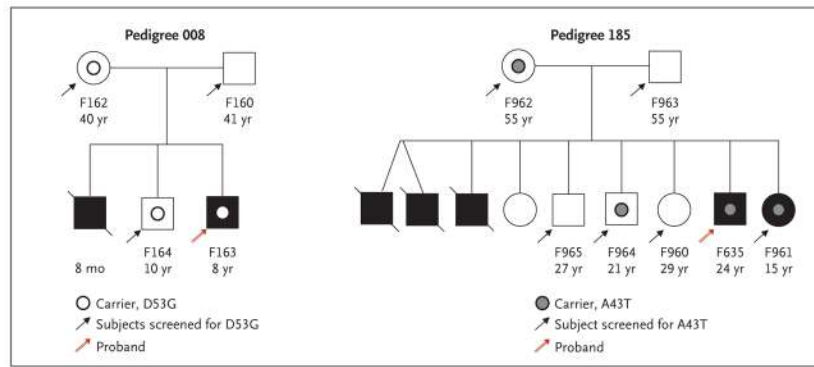 Pedigree 008
F162
40 yr
F160
41 yr
8 mo
F164
10 yr
F163
8 yr
Carrier, D53G
Subjects screened for D53G
Proband
Pedigree 185
F962
55 yr
F963
55 yr
F965
27 yr
F964
21 yr
F960
29 yr
F635
24 yr
F961
15 yr
Carrier, A43T
Subject screened for A43T
Proband